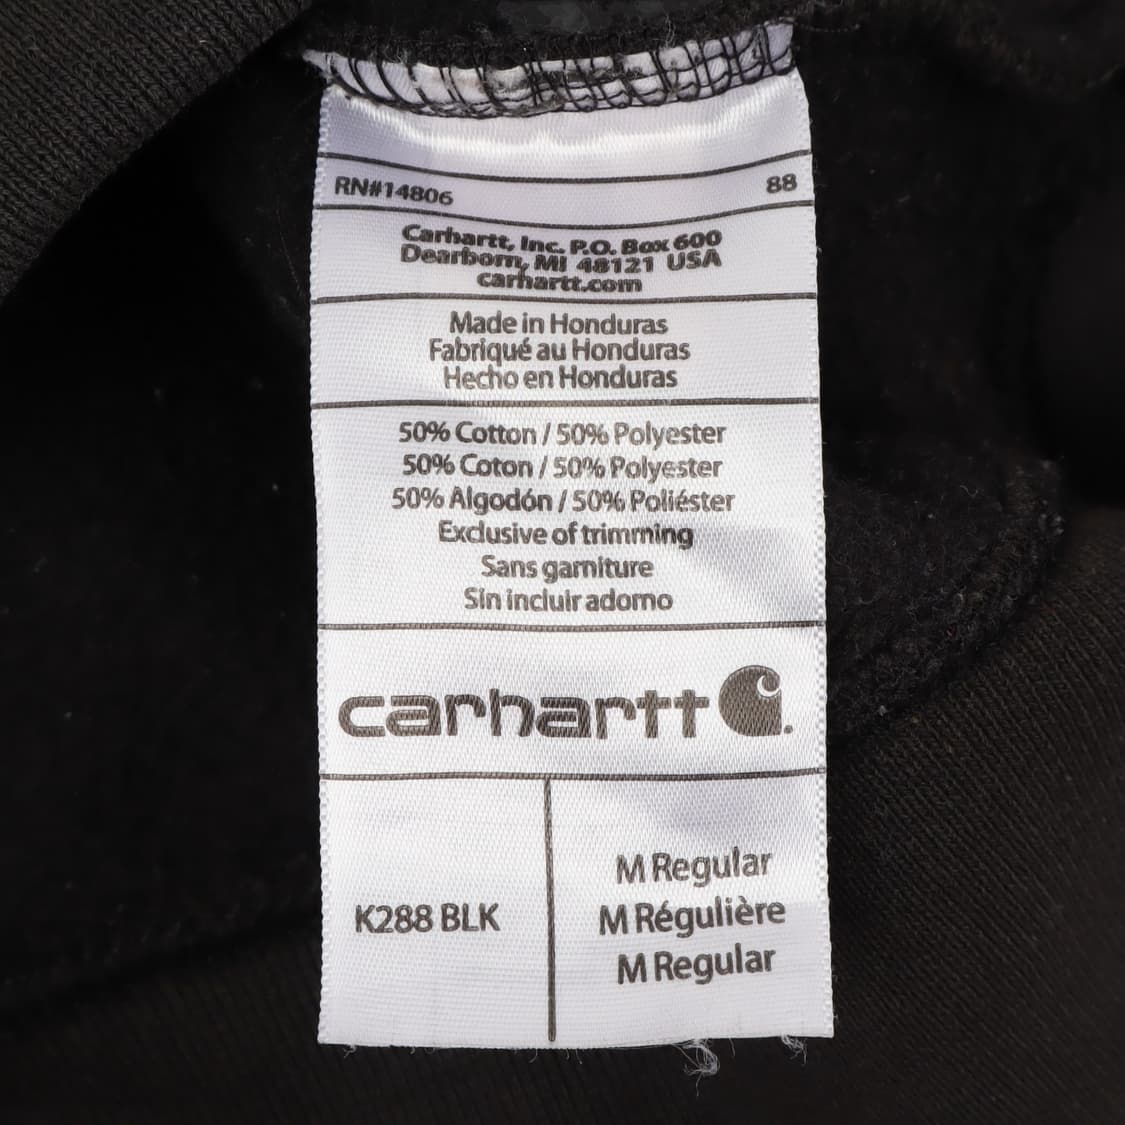 RN#14806 88
Carhartt, Inc. P.O. Box 600
Dearborn, MI 48121 USA
carhartt.com
Made in Honduras
Fabriqué au Honduras
Hecho en Honduras
50% Cotton / 50% Polyester
50% Coton / 50% Polyester
50% Algodón / 50% Poliéster
Exclusive of trimming
Sans garniture
Sin incluir adorno
carhartt
K288 BLK
M Regular
M Régulière
M Regular